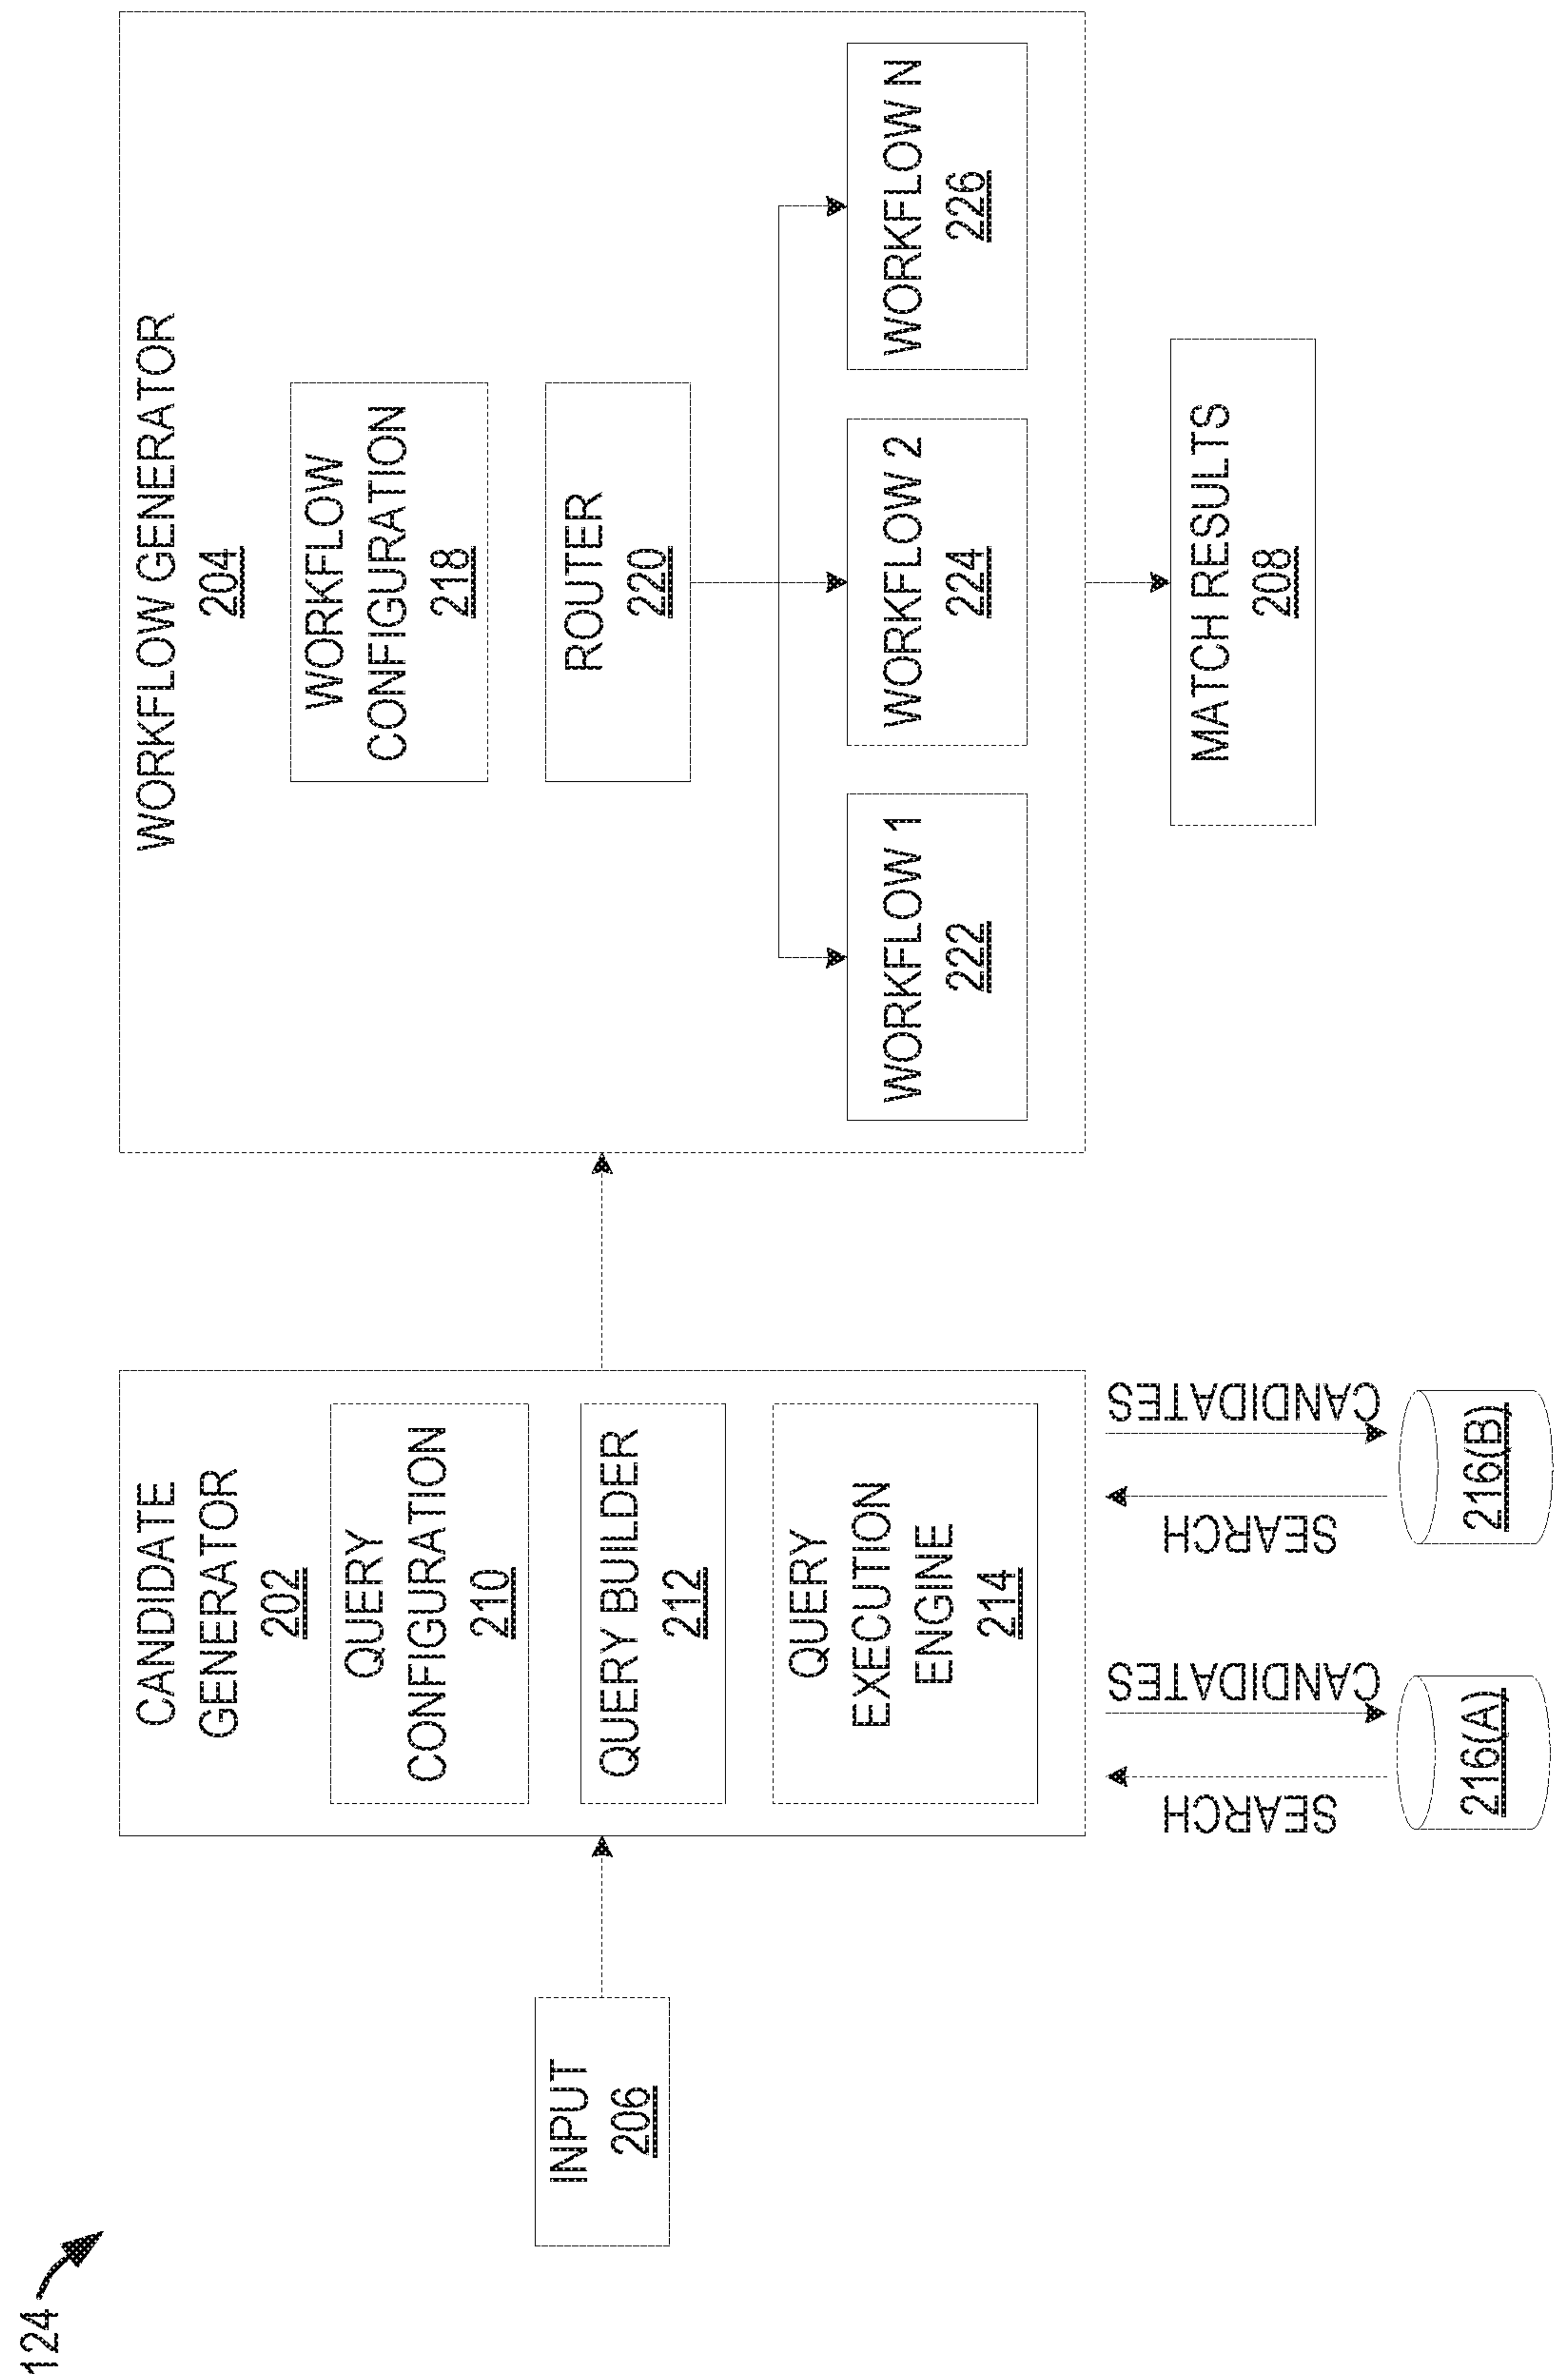 124
INPUT
206
CANDIDATE
GENERATOR
202
QUERY
CONFIGURATION
210
QUERY BUILDER
212
QUERY
EXECUTION
ENGINE
214
SEARCH
CANDIDATES
SEARCH
CANDIDATES
216(A)
216(B)
WORKFLOW GENERATOR
204
WORKFLOW
CONFIGURATION
218
ROUTER
220
WORKFLOW 1
222
WORKFLOW 2
224
WORKFLOW N
226
MATCH RESULTS
208